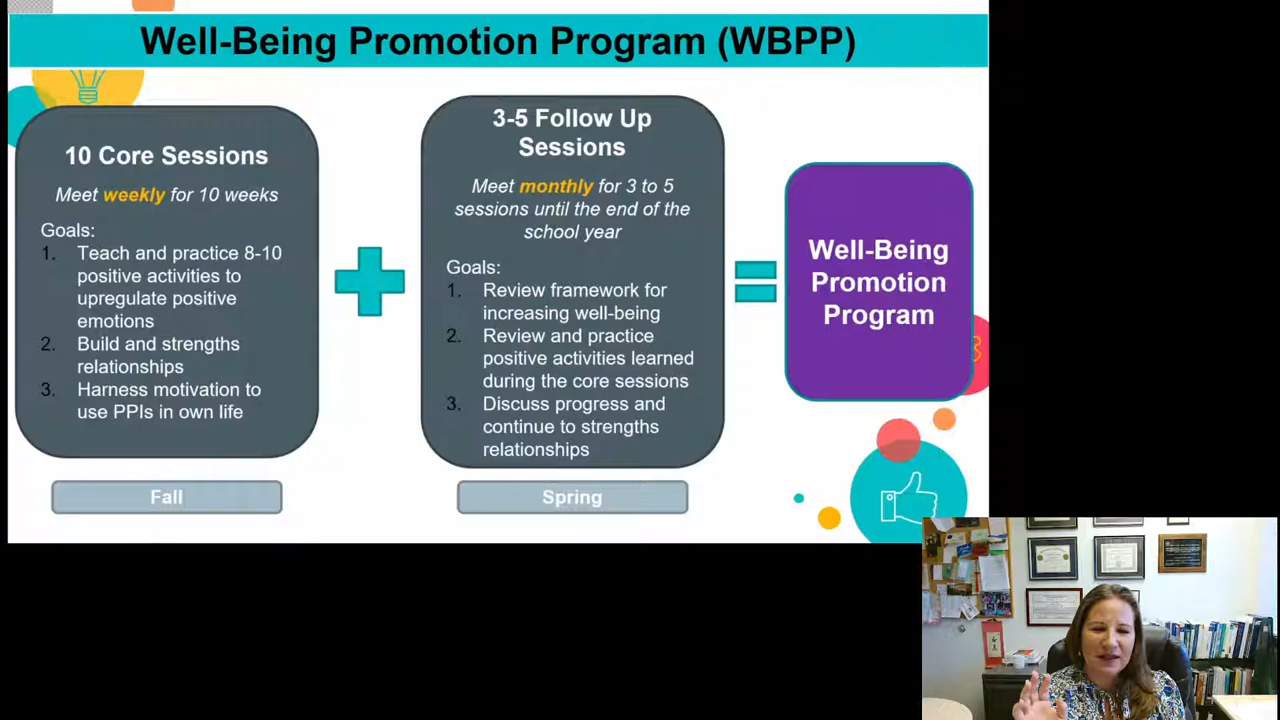 Well-Being Promotion Program (WBPP)
10 Core Sessions
Meet weekly for 10 weeks
Goals:
1. Teach and practice 8-10
positive activities to
upregulate positive
emotions
2. Build and strengths
relationships
3. Harness motivation to
use PPIs in own life
Fall
3-5 Follow Up
Sessions
Meet monthly for 3 to 5
sessions until the end of the
school year
Goals:
1. Review framework for
increasing well-being
2. Review and practice
positive activities learned
during the core sessions
3. Discuss progress and
continue to strengths
relationships
Spring
Well-Being
Promotion
Program